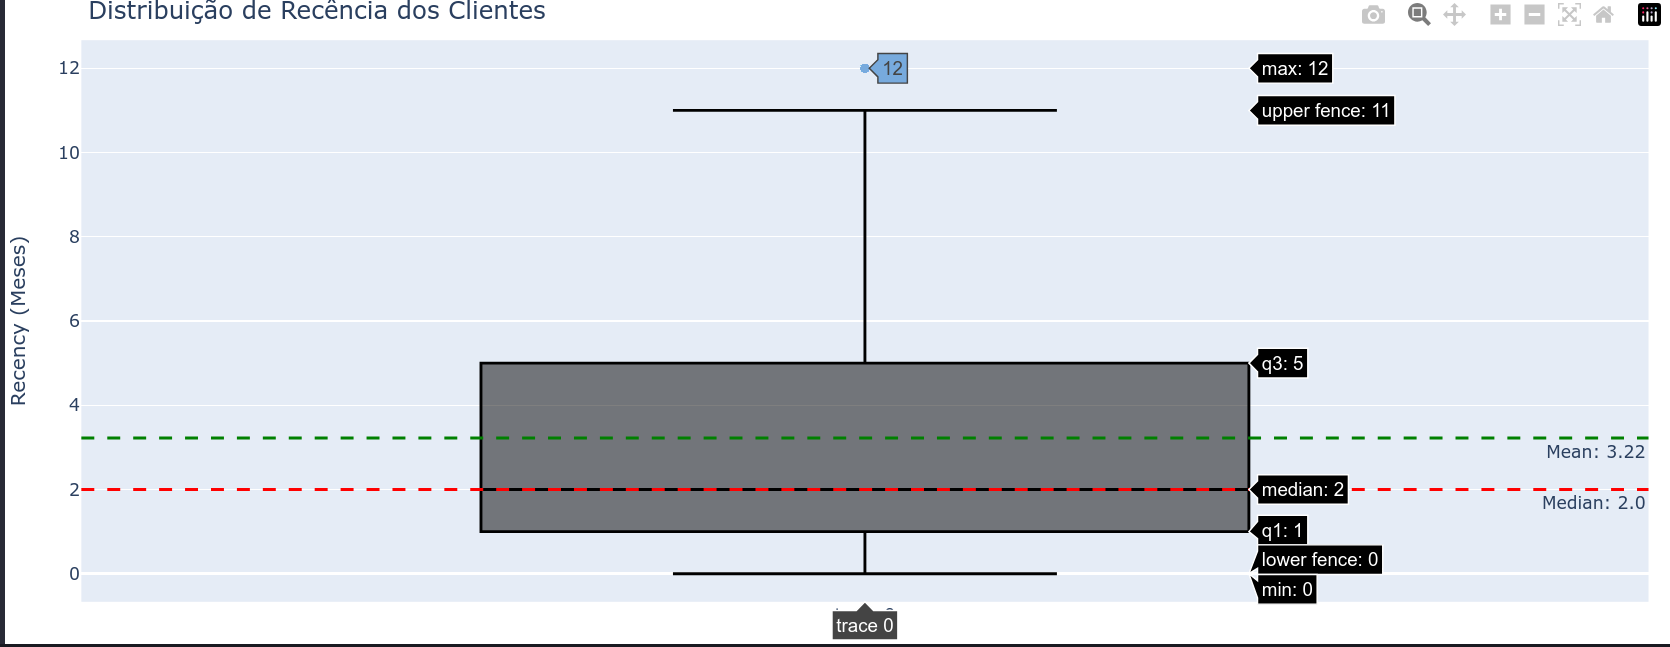 Distribuição de Recência dos Clientes
12
10
8
6
4
2
0
Recency (Meses)
12
max: 12
upper fence: 11
q3: 5
Mean: 3.22
median: 2
Median: 2.0
q1: 1
lower fence: 0
min: 0
trace 0